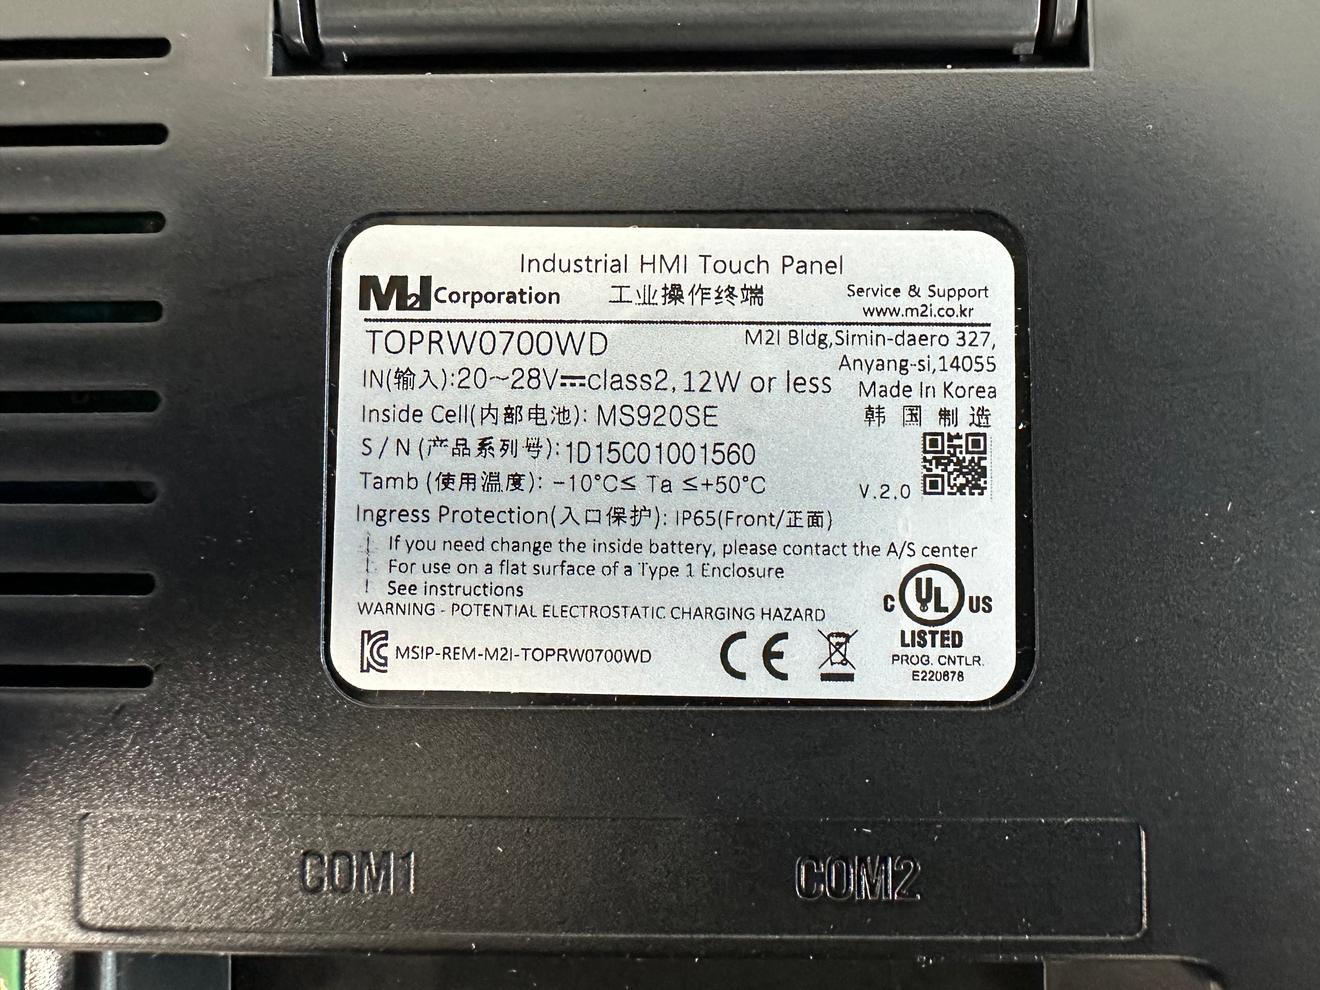 Industrial HMI Touch Panel
M2I Corporation 工业操作终端
Service & Support
www.m2i.co.kr
TOPRW0700WD
M2I Bldg,Simin-daero 327,
Anyang-si,14055
IN(输入):20~28V⎓class2, 12W or less
Made In Korea
Inside Cell(内部电池): MS920SE
韩 国 制 造
S/N(产品系列号):1D15C01001560
Tamb (使用温度): -10°C≤ Ta ≤+50°C
V.2.0
Ingress Protection(入口保护): IP65(Front/正面)
If you need change the inside battery, please contact the A/S center
For use on a flat surface of a Type 1 Enclosure
See instructions
WARNING - POTENTIAL ELECTROSTATIC CHARGING HAZARD
C UL US
LISTED
PROG. CNTLR.
E220878
KC MSIP-REM-M2I-TOPRW0700WD
CE
COM1
COM2